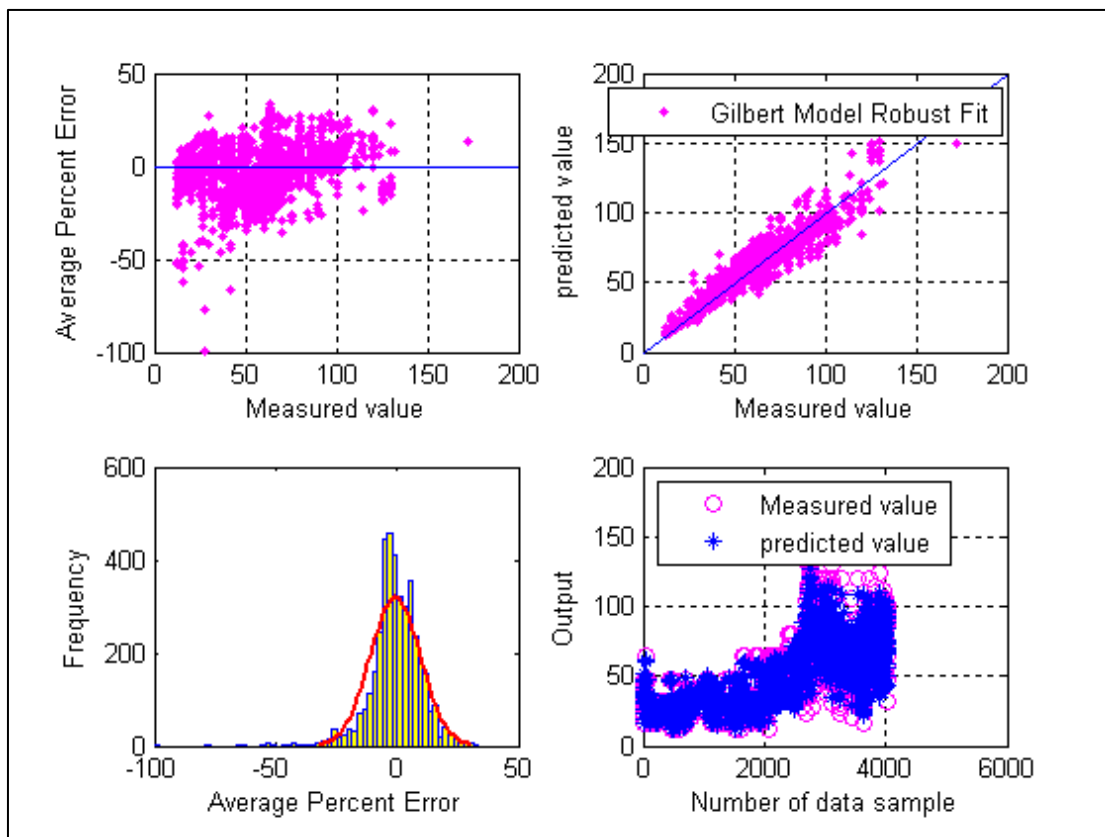 50
0
-50
-100
Average Percent Error
0 50 100 150 200
Measured value
200
150
100
50
0
predicted value
Gilbert Model Robust Fit
0 50 100 150 200
Measured value
600
400
200
0
Frequency
-100 -50 0 50
Average Percent Error
200
150
100
50
0
Output
Measured value
predicted value
0 2000 4000 6000
Number of data sample